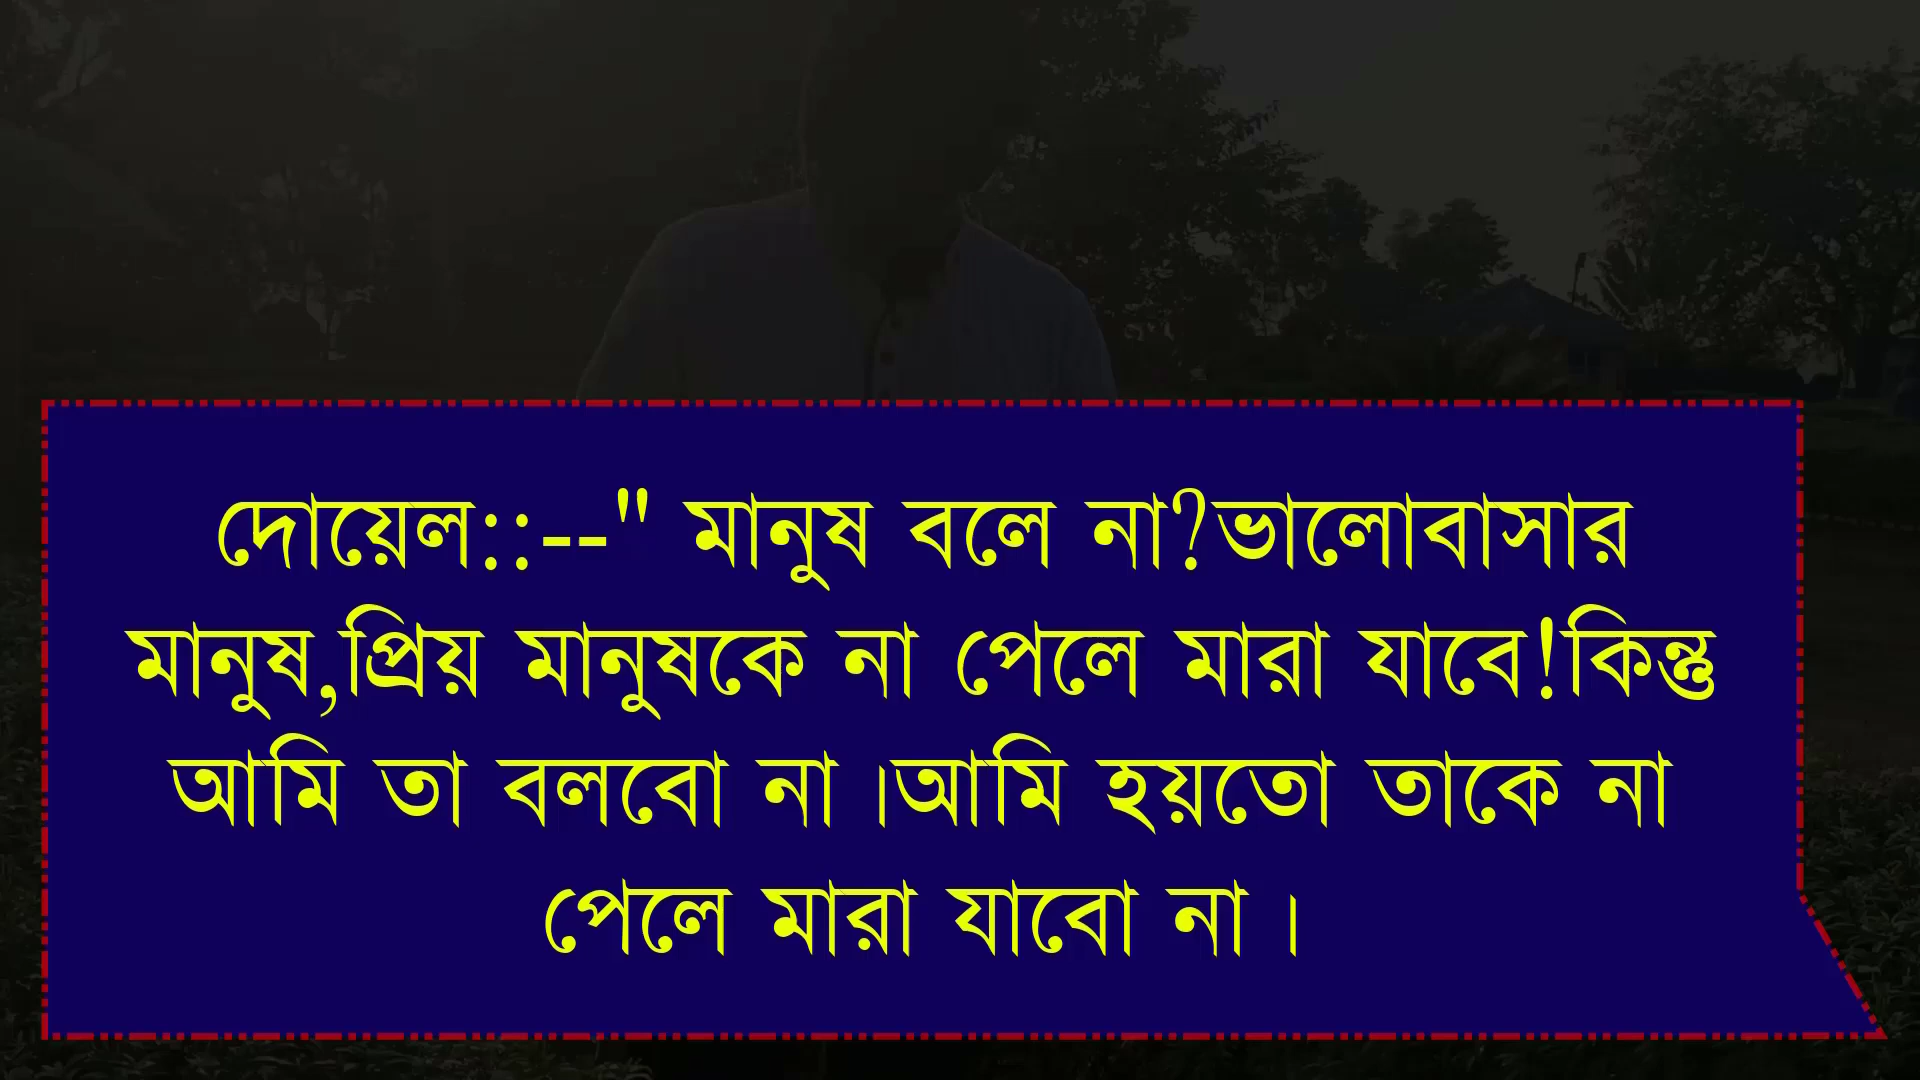 দোয়েল::--" মানুষ বলে না?ভালোবাসার
মানুষ,প্রিয় মানুষকে না পেলে মারা যাবে!কিন্তু
আমি তা বলবো না।আমি হয়তো তাকে না
পেলে মারা যাবো না।